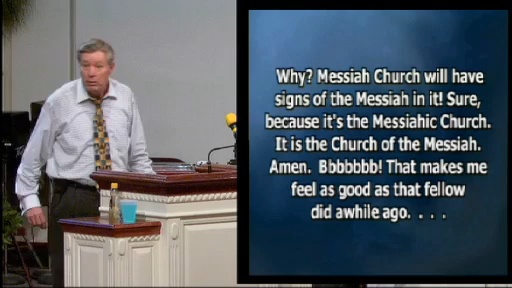 Why? Messiah Church will have
signs of the Messiah in it! Sure,
because it's the Messiahic Church.
It is the Church of the Messiah.
Amen. Bbbbbbb! That makes me
feel as good as that fellow
did awhile ago. . . .